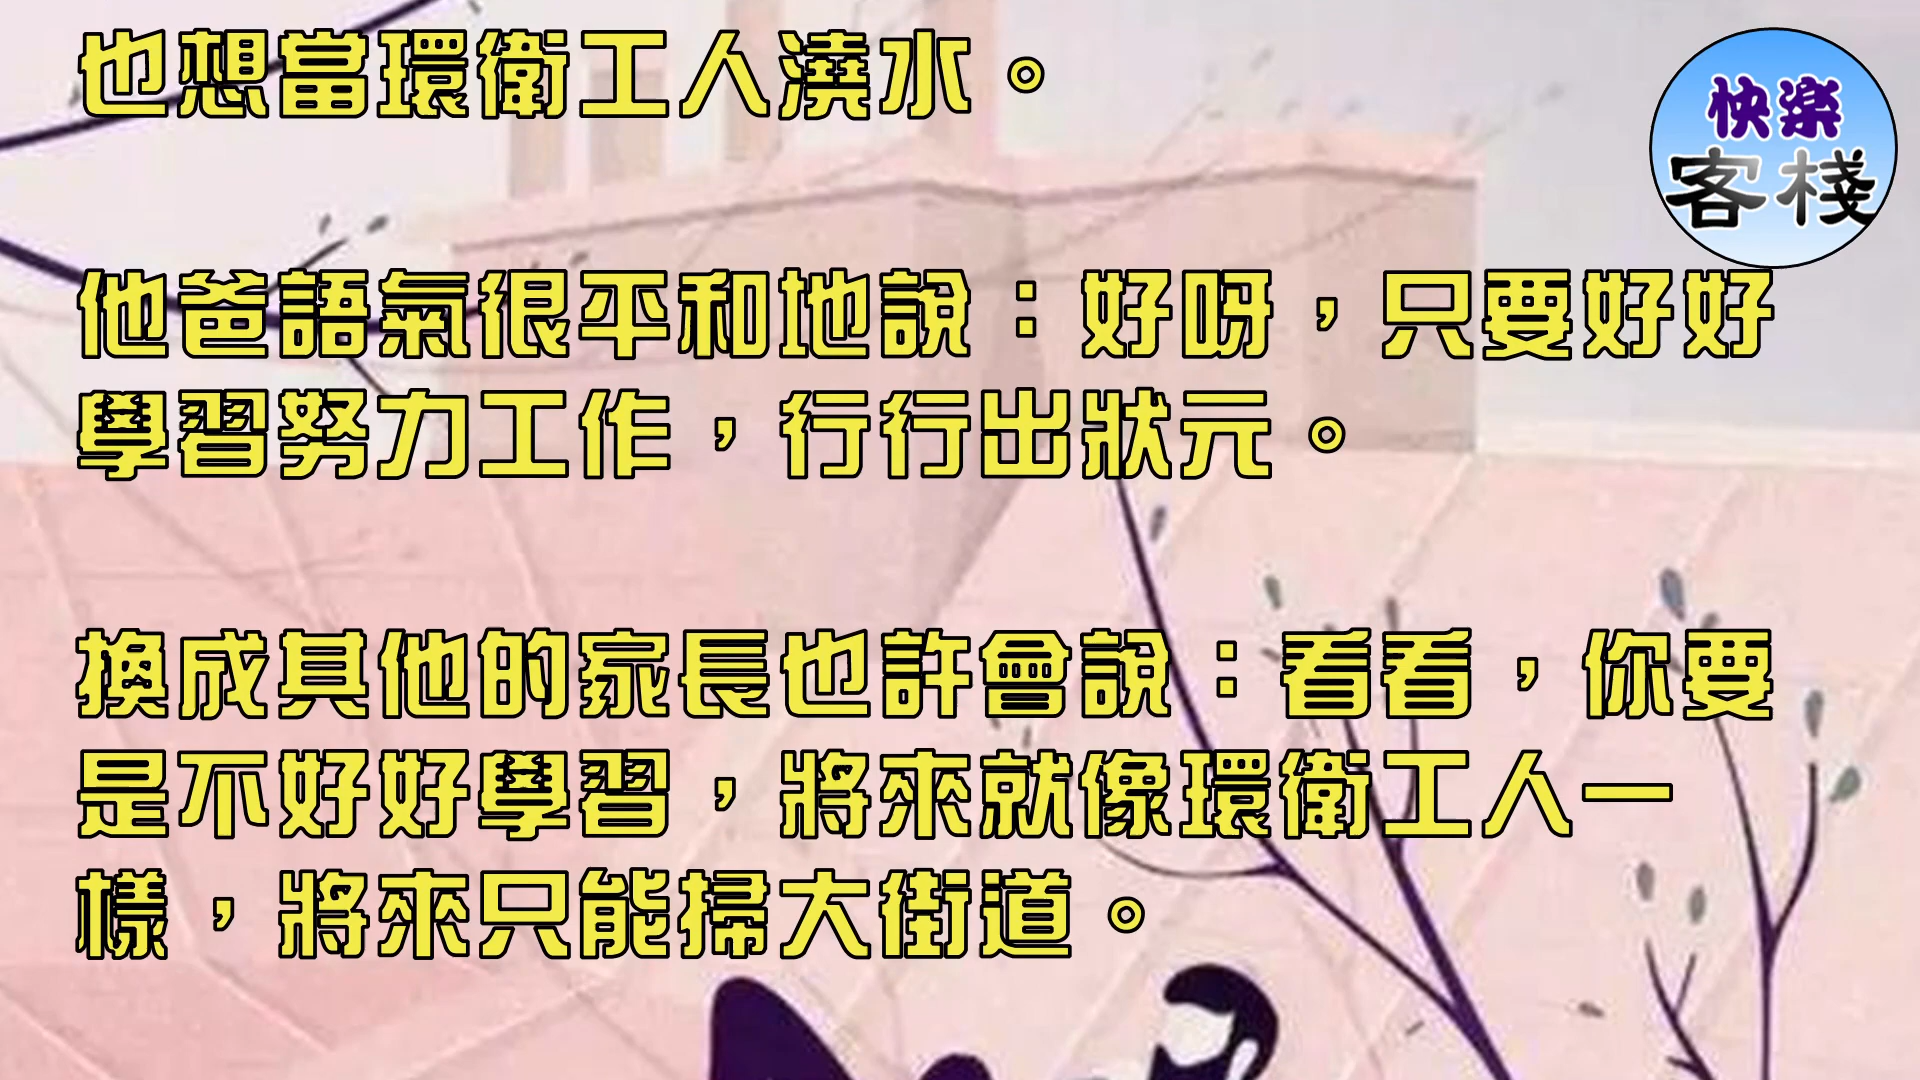 也想當環衛工人澆水。
快樂
客棧
他爸語氣很平和地說：好呀，只要好好
學習努力工作，行行出狀元。
換成其他的家長也許會說：看看，你要
是不好好學習，將來就像環衛工人一
樣，將來只能掃大街道。